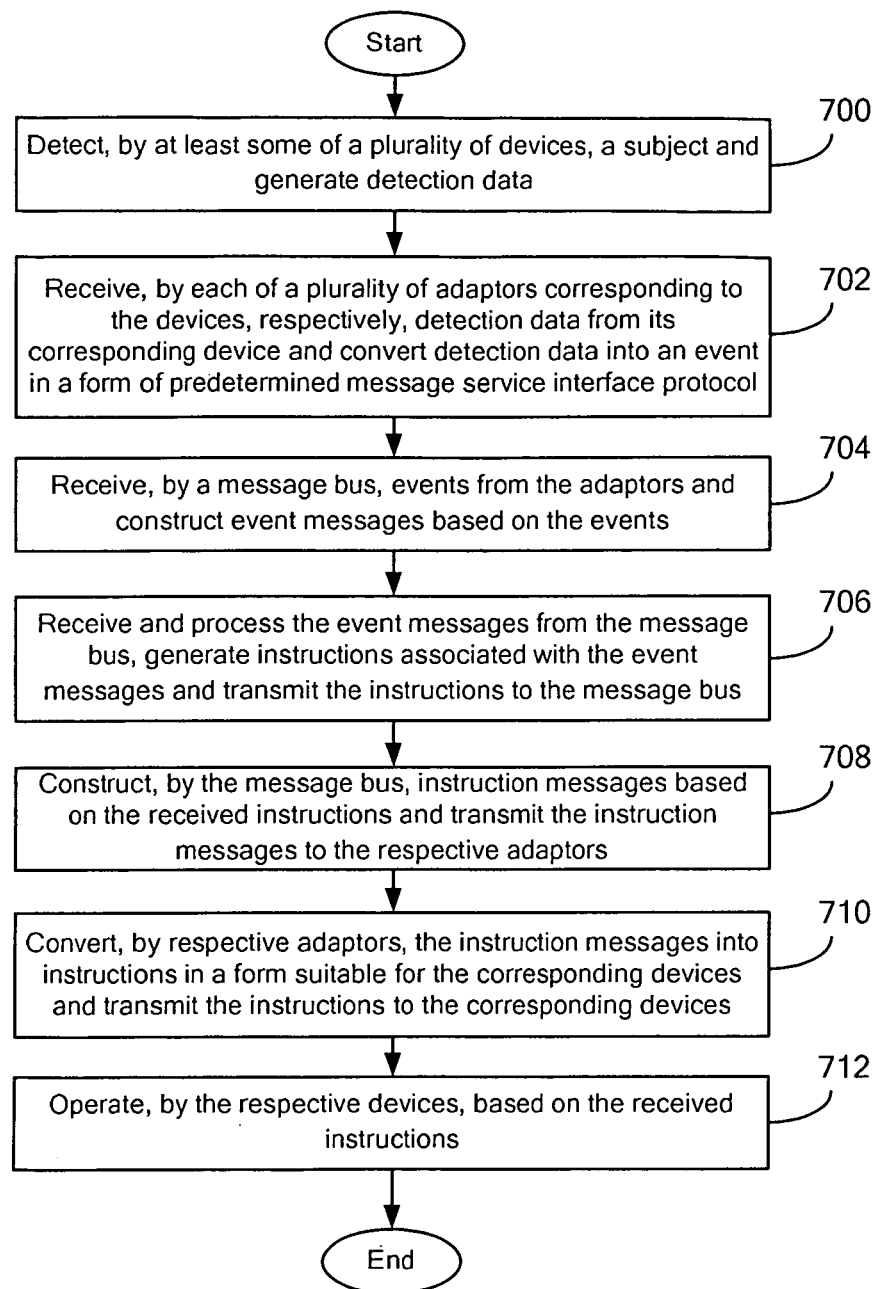 Start
700
Detect, by at least some of a plurality of devices, a subject and
generate detection data
702
Receive, by each of a plurality of adaptors corresponding to
the devices, respectively, detection data from its
corresponding device and convert detection data into an event
in a form of predetermined message service interface protocol
704
Receive, by a message bus, events from the adaptors and
construct event messages based on the events
706
Receive and process the event messages from the message
bus, generate instructions associated with the event
messages and transmit the instructions to the message bus
708
Construct, by the message bus, instruction messages based
on the received instructions and transmit the instruction
messages to the respective adaptors
710
Convert, by respective adaptors, the instruction messages into
instructions in a form suitable for the corresponding devices
and transmit the instructions to the corresponding devices
712
Operate, by the respective devices, based on the received
instructions
End